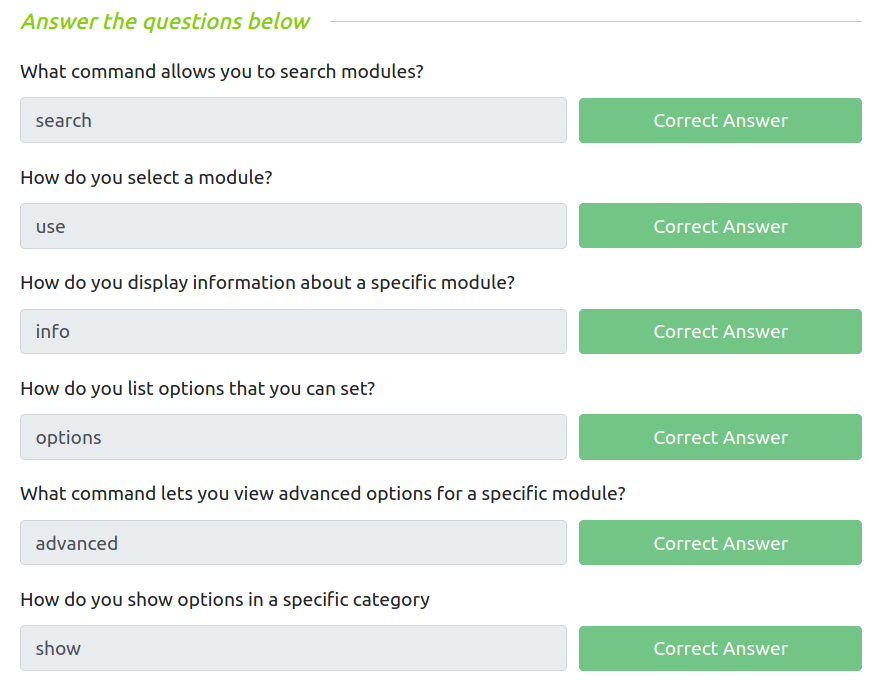 Answer the questions below
What command allows you to search modules?
search
Correct Answer
How do you select a module?
use
Correct Answer
How do you display information about a specific module?
info
Correct Answer
How do you list options that you can set?
options
Correct Answer
What command lets you view advanced options for a specific module?
advanced
Correct Answer
How do you show options in a specific category
show
Correct Answer